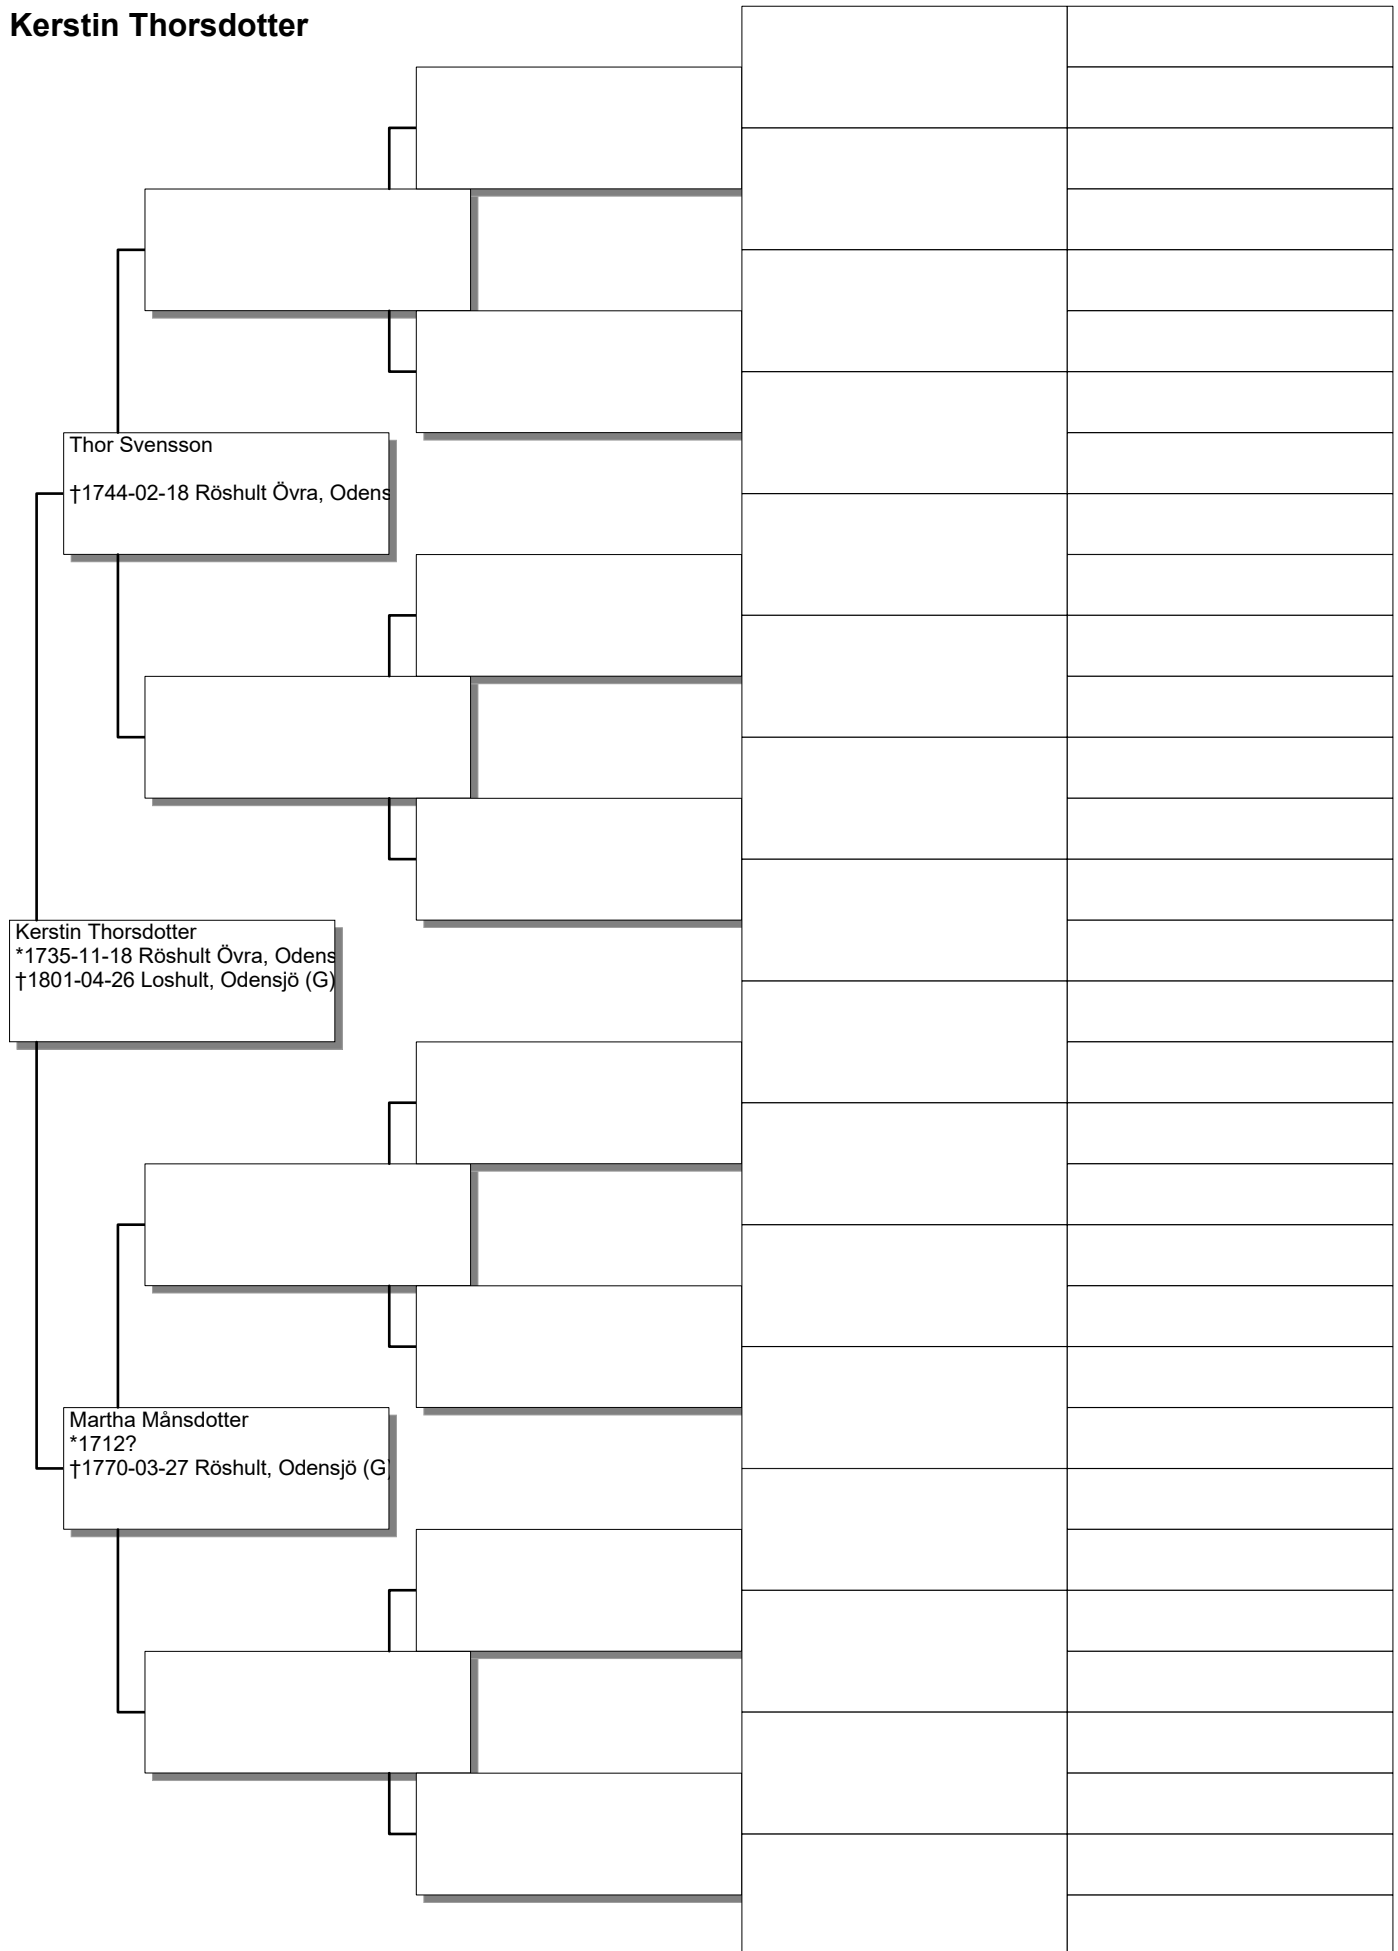 Kerstin Thorsdotter
Thor Svensson
†1744-02-18 Röshult Övra, Odens
Kerstin Thorsdotter
*1735-11-18 Röshult Övra, Odens
†1801-04-26 Loshult, Odensjö (G)
Martha Månsdotter
*1712?
†1770-03-27 Röshult, Odensjö (G)